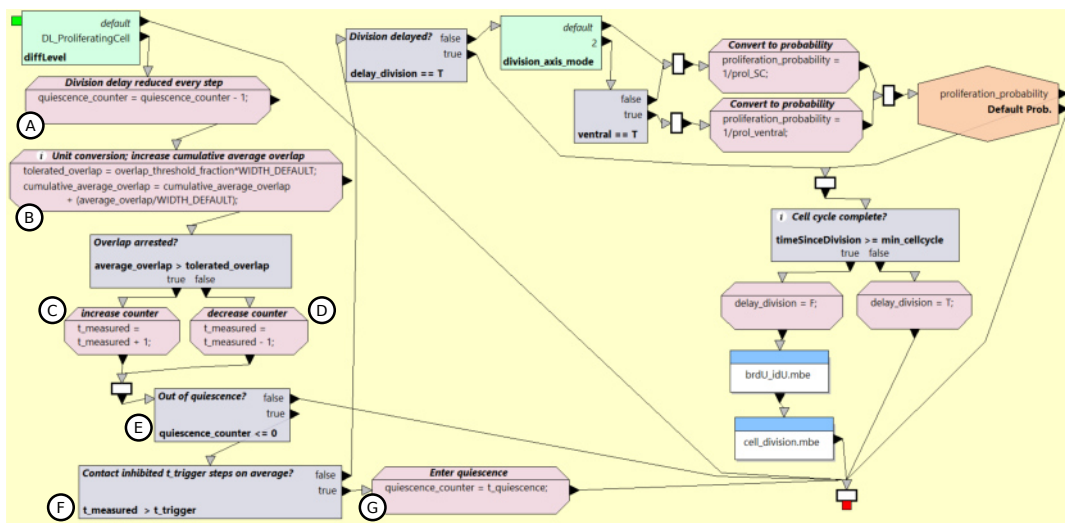 default
DL_ProliferatingCell
diffLevel
Division delay reduced every step
quiescence_counter = quiescence_counter - 1;
A
i Unit conversion; increase cumulative average overlap
tolerated_overlap = overlap_threshold_fraction*WIDTH_DEFAULT;
cumulative_average_overlap = cumulative_average_overlap
+ (average_overlap/WIDTH_DEFAULT);
B
Overlap arrested?
average_overlap > tolerated_overlap
true false
C
increase counter
t_measured =
t_measured + 1;
decrease counter
t_measured =
t_measured - 1;
D
Out of quiescence? false
true
quiescence_counter <= 0
E
Contact inhibited t_trigger steps on average? false
true
t_measured > t_trigger
F
Enter quiescence
quiescence_counter = t_quiescence;
G
Division delayed? false
true
delay_division == T
default
2
division_axis_mode
false
true
ventral == T
Convert to probability
proliferation_probability =
1/prol_SC;
Convert to probability
proliferation_probability =
1/prol_ventral;
proliferation_probability
Default Prob.
i Cell cycle complete?
timeSinceDivision >= min_cellcycle
true false
delay_division = F;
delay_division = T;
brdU_idU.mbe
cell_division.mbe